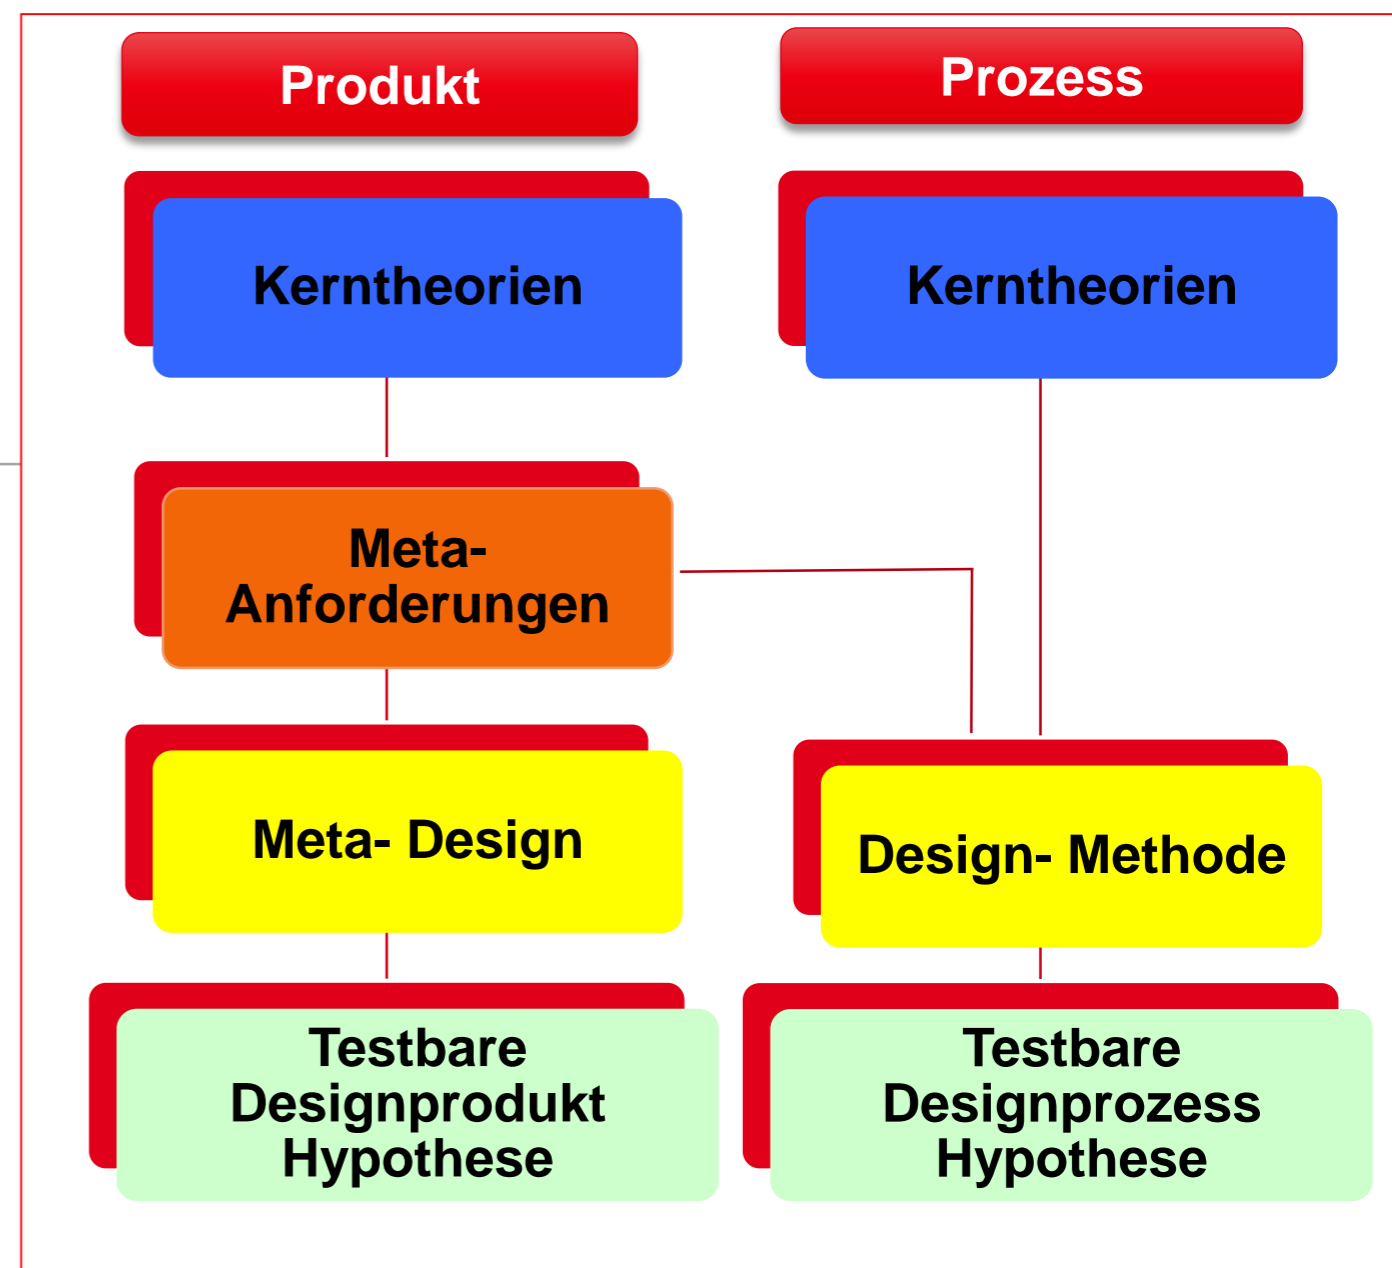 Produkt
Prozess
Kerntheorien
Kerntheorien
Meta-
Anforderungen
Meta- Design
Design- Methode
Testbare
Designprodukt
Hypothese
Testbare
Designprozess
Hypothese